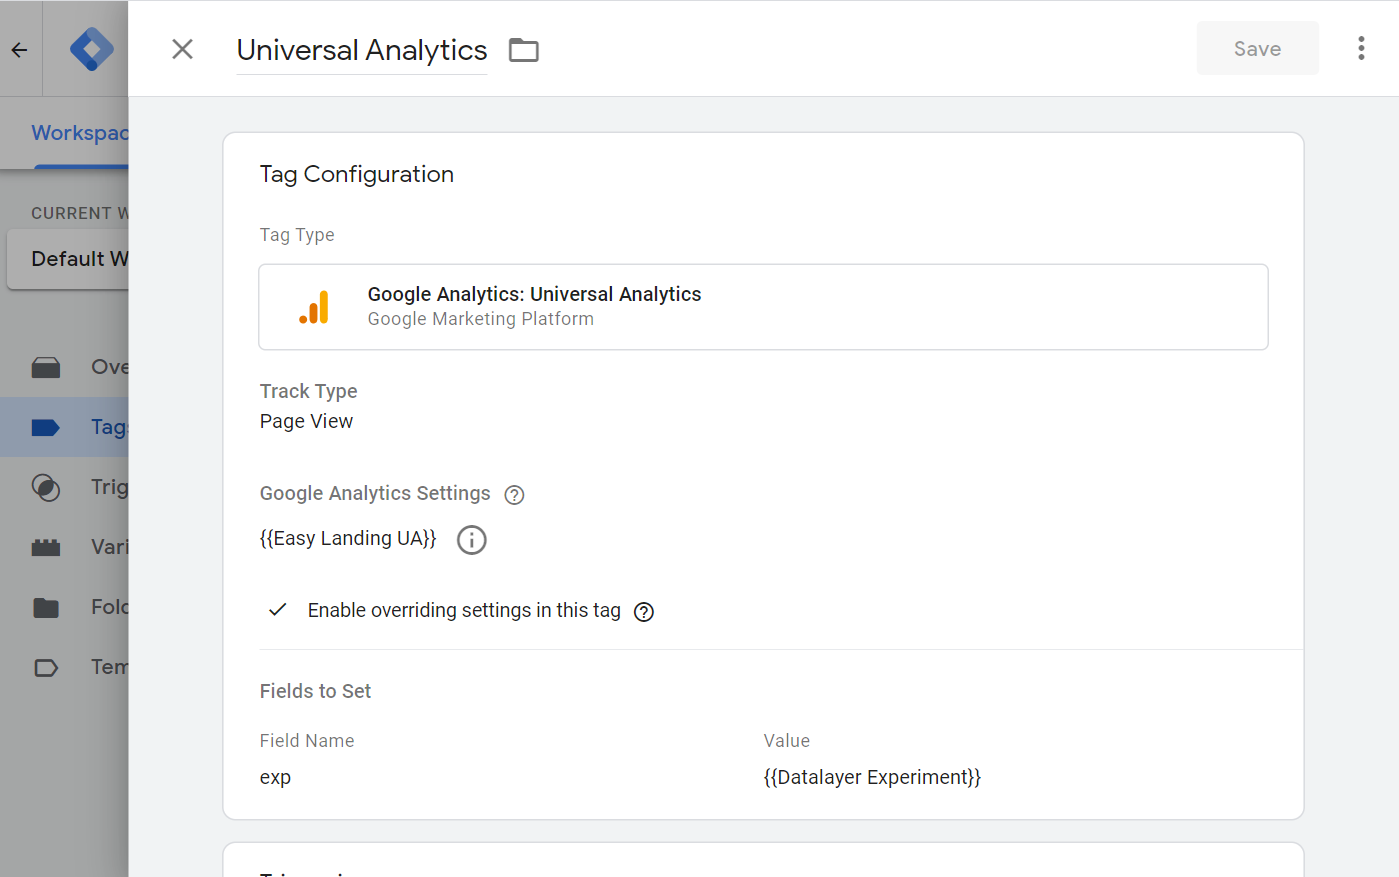 Universal Analytics
Save
Workspac
CURRENT W
Default W
Ove
Tags
Trig
Vari
Fold
Tem
Tag Configuration
Tag Type
Google Analytics: Universal Analytics
Google Marketing Platform
Track Type
Page View
Google Analytics Settings
{{Easy Landing UA}}
Enable overriding settings in this tag
Fields to Set
Field Name
Value
exp
{{Datalayer Experiment}}